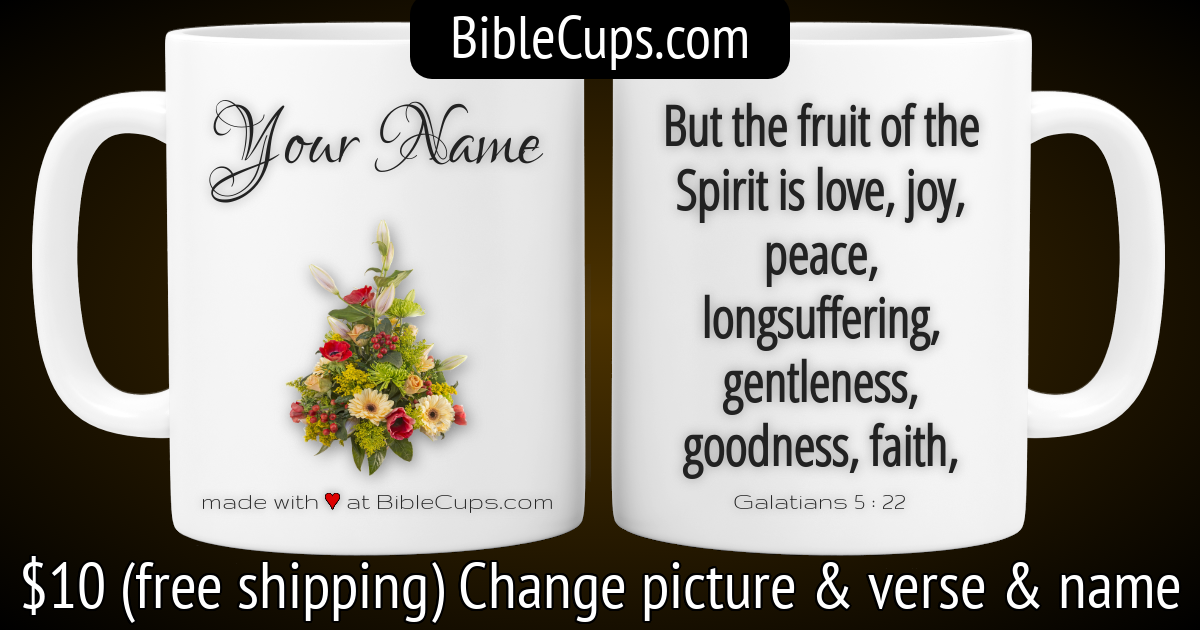 BibleCups.com
Your Name
made with ♥ at BibleCups.com
But the fruit of the
Spirit is love, joy,
peace,
longsuffering,
gentleness,
goodness, faith,
Galatians 5 : 22
$10 (free shipping) Change picture & verse & name